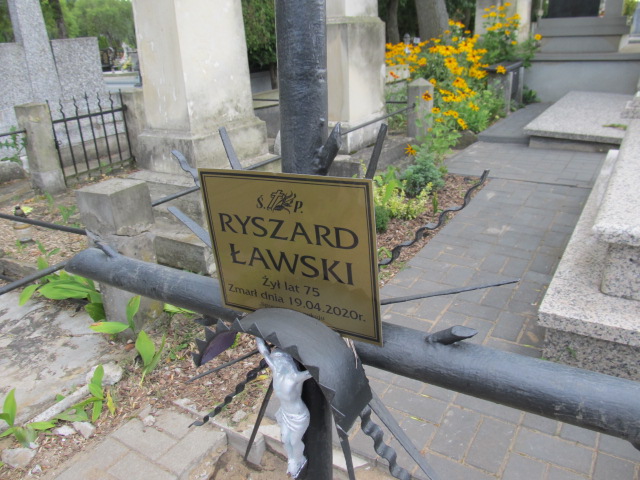 Ś. P.
RYSZARD
ŁAWSKI
Żył lat 75
Zmarł dnia 19.04.2020r.